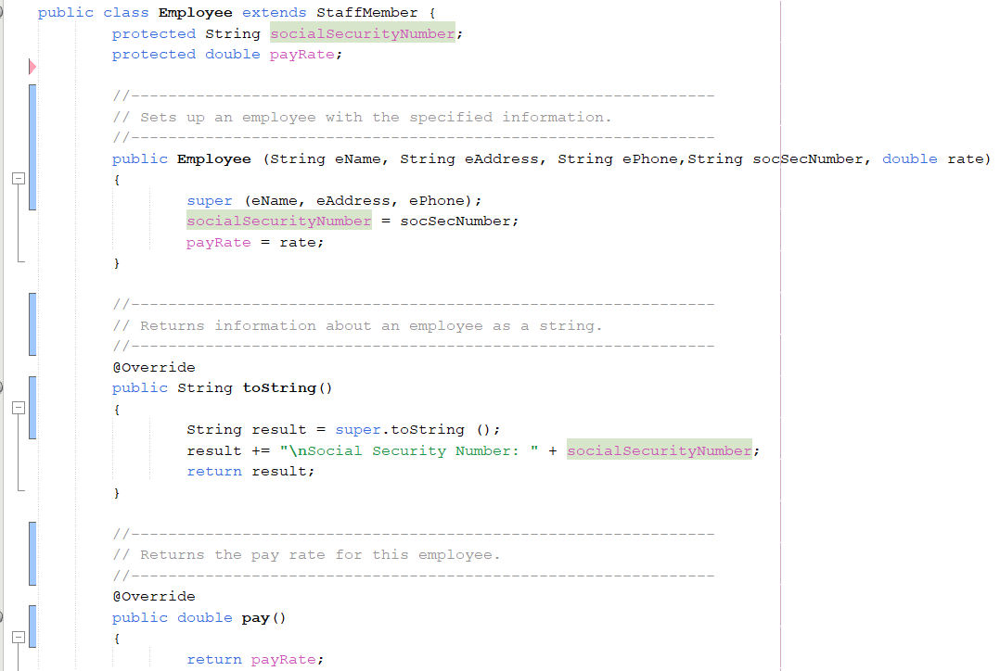 public class Employee extends StaffMember {
protected String socialSecurityNumber;
protected double payRate;
//---------------------------------------------------------------
// Sets up an employee with the specified information.
//---------------------------------------------------------------
public Employee (String eName, String eAddress, String ePhone,String socSecNumber, double rate)
{
super (eName, eAddress, ePhone);
socialSecurityNumber = socSecNumber;
payRate = rate;
}
//---------------------------------------------------------------
// Returns information about an employee as a string.
//---------------------------------------------------------------
@Override
public String toString()
{
String result = super.toString ();
result += "\nSocial Security Number: " + socialSecurityNumber;
return result;
}
//---------------------------------------------------------------
// Returns the pay rate for this employee.
//---------------------------------------------------------------
@Override
public double pay()
{
return payRate;